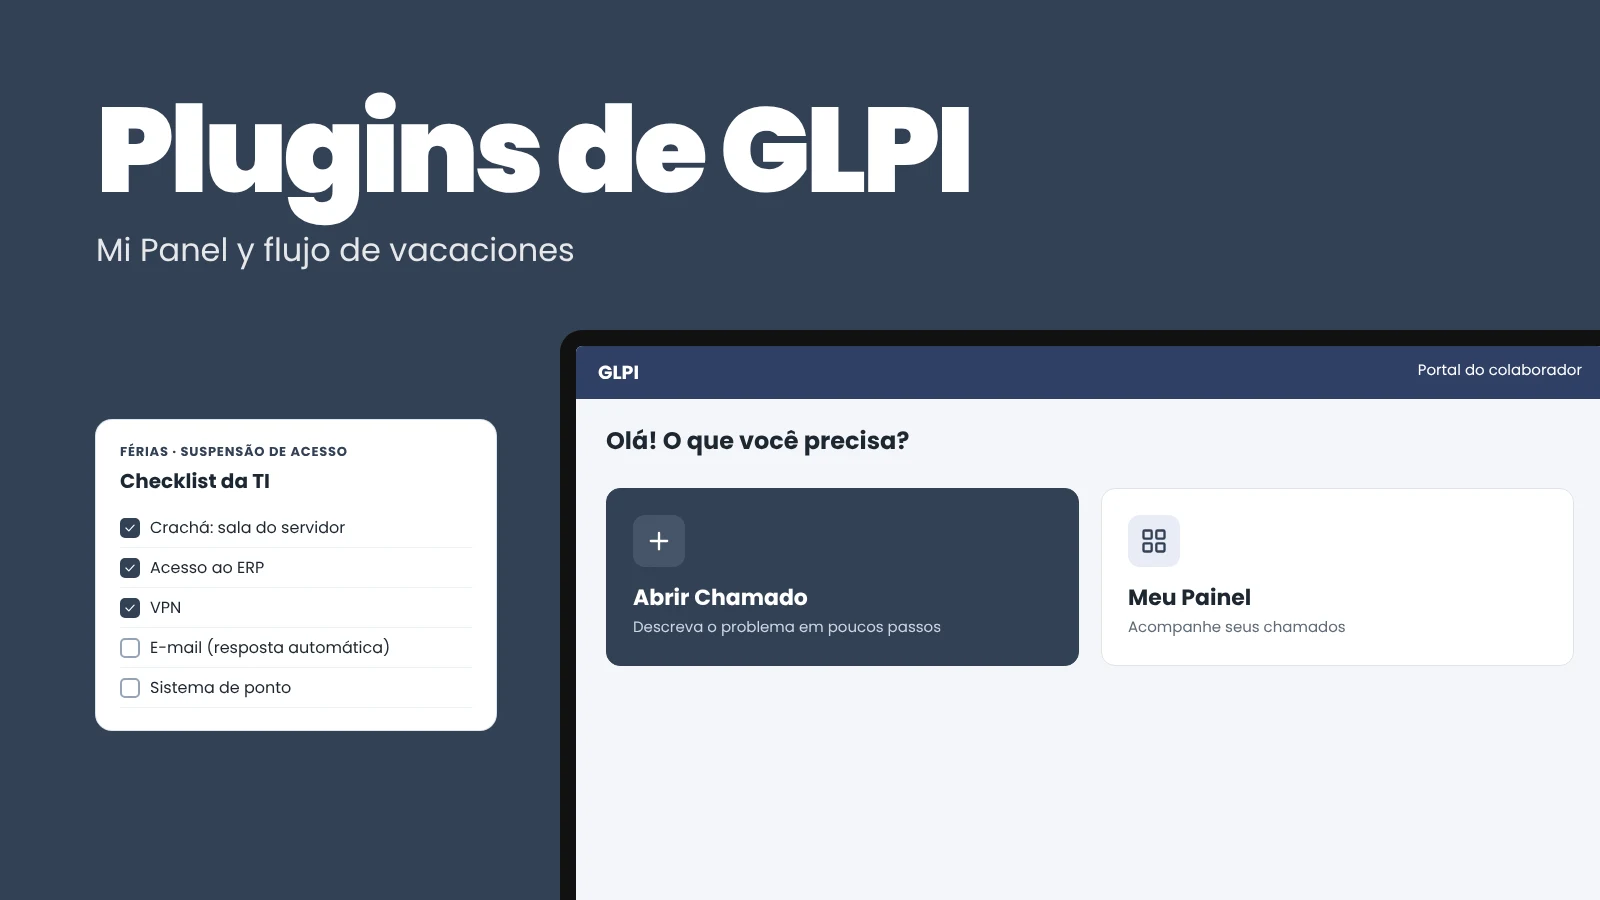 Plugins de GLPI
Mi Panel y flujo de vacaciones
FÉRIAS · SUSPENSÃO DE ACESSO
Checklist da TI
Crachá: sala do servidor
Acesso ao ERP
VPN
E-mail (resposta automática)
Sistema de ponto
GLPI
Portal do colaborador
Olá! O que você precisa?
Abrir Chamado
Descreva o problema em poucos passos
Meu Painel
Acompanhe seus chamados